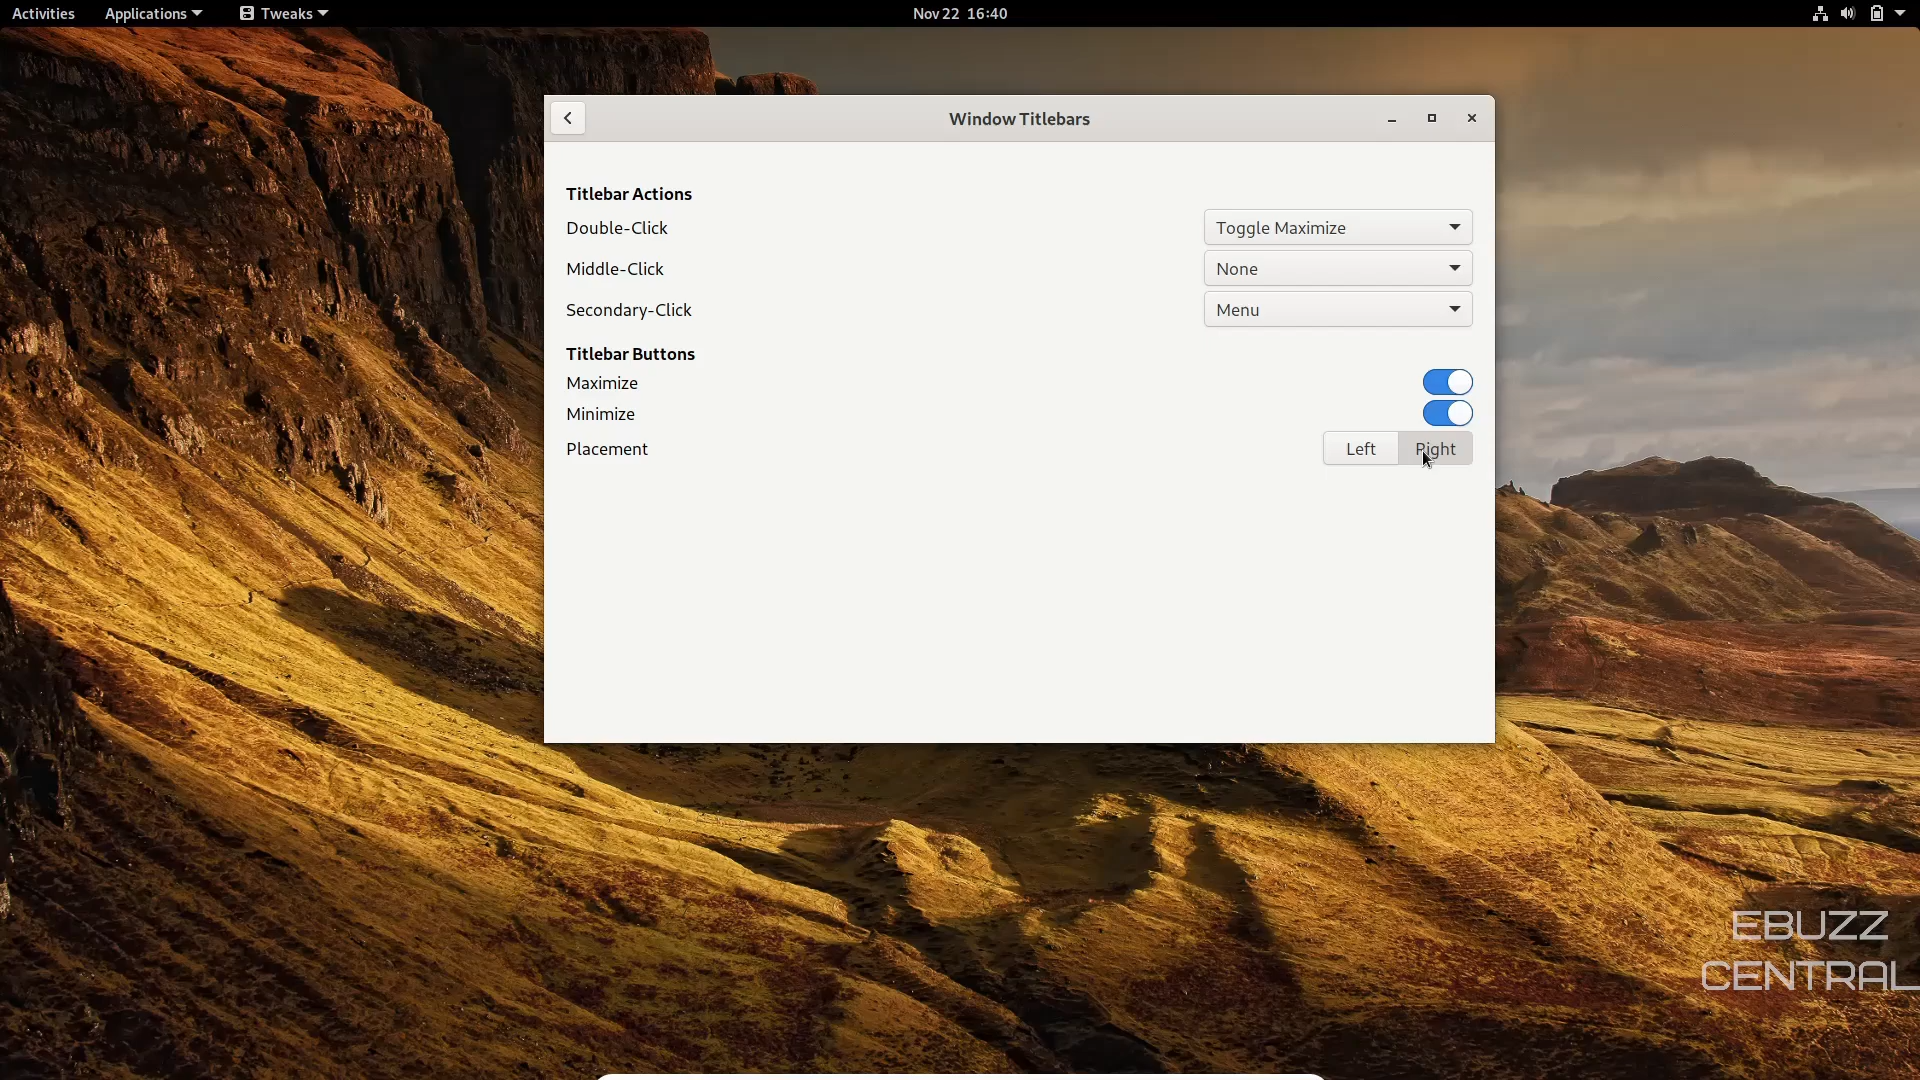 Activities Applications Tweaks Nov 22 16:40
Window Titlebars
Titlebar Actions
Double-Click Toggle Maximize
Middle-Click None
Secondary-Click Menu
Titlebar Buttons
Maximize
Minimize
Placement Left Right
EBUZZ
CENTRAL